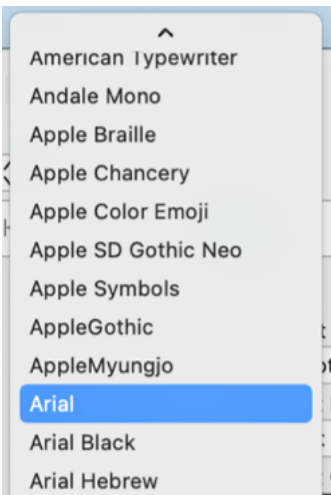 American Typewriter
Andale Mono
Apple Braille
Apple Chancery
Apple Color Emoji
Apple SD Gothic Neo
Apple Symbols
AppleGothic
AppleMyungjo
Arial
Arial Black
Arial Hebrew